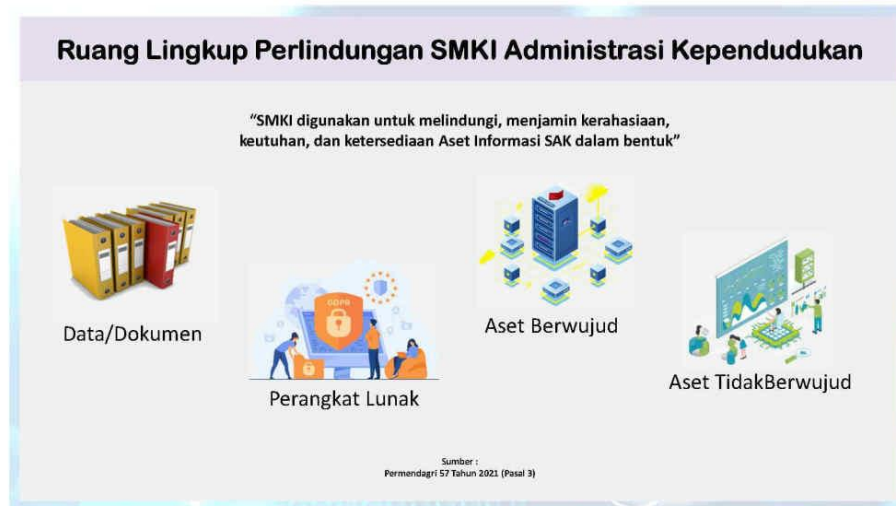 Ruang Lingkup Perlindungan SMKI Administrasi Kependudukan
“SMKI digunakan untuk melindungi, menjamin kerahasiaan,
keutuhan, dan ketersediaan Aset Informasi SAK dalam bentuk”
Data/Dokumen
GDPR
Perangkat Lunak
Aset Berwujud
Aset TidakBerwujud
Sumber :
Permendagri 57 Tahun 2021 (Pasal 3)